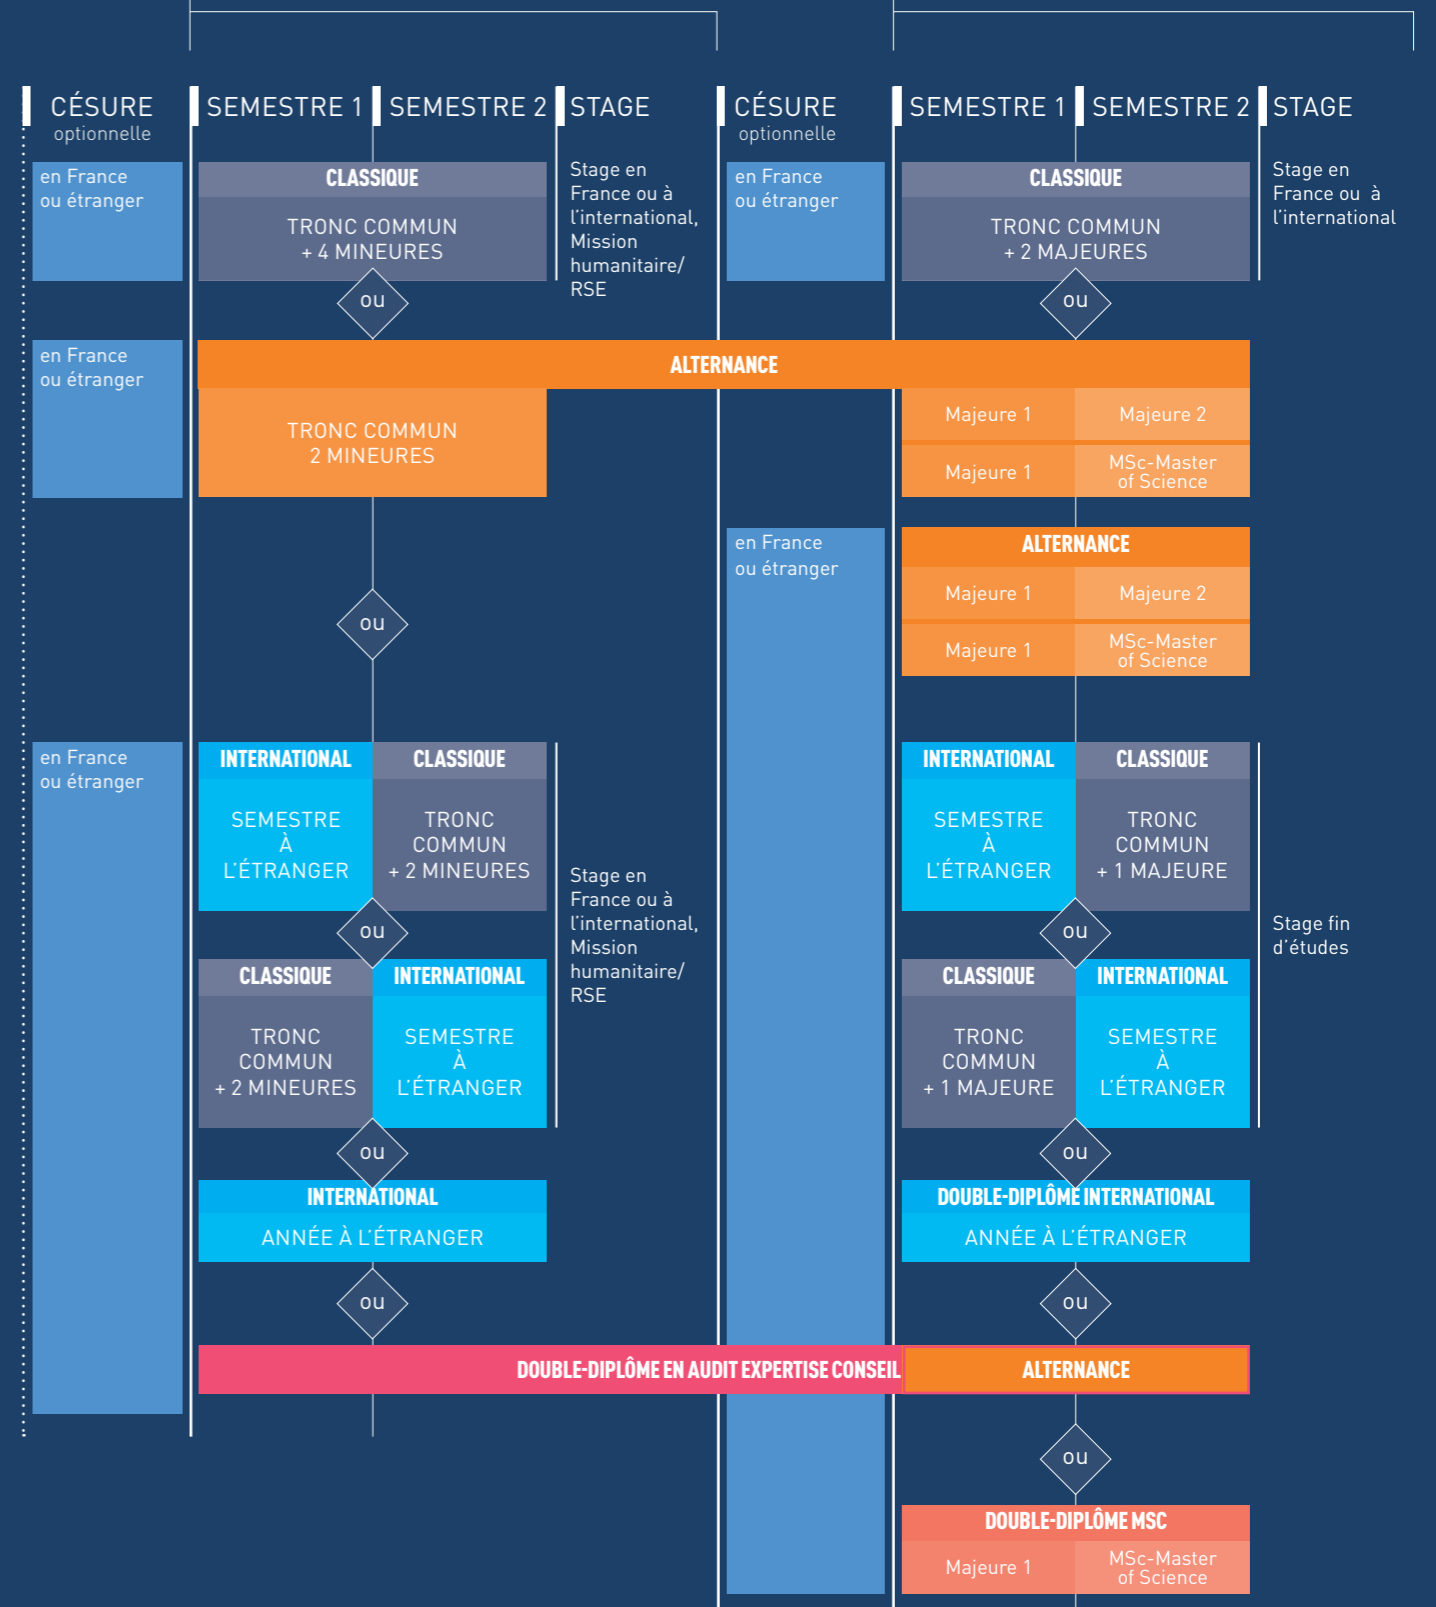 CÉSURE
optionnelle
SEMESTRE 1
SEMESTRE 2
STAGE
CÉSURE
optionnelle
SEMESTRE 1
SEMESTRE 2
STAGE
en France
ou étranger
CLASSIQUE
TRONC COMMUN
+ 4 MINEURES
Stage en
France ou à
l'international,
Mission
humanitaire/
RSE
en France
ou étranger
CLASSIQUE
TRONC COMMUN
+ 2 MAJEURES
Stage en
France ou à
l'international
ou
ou
en France
ou étranger
ALTERNANCE
TRONC COMMUN
2 MINEURES
Majeure 1
Majeure 2
Majeure 1
MSc-Master
of Science
en France
ou étranger
ALTERNANCE
Majeure 1
Majeure 2
Majeure 1
MSc-Master
of Science
ou
en France
ou étranger
INTERNATIONAL
SEMESTRE
À
L'ÉTRANGER
CLASSIQUE
TRONC
COMMUN
+ 2 MINEURES
ou
CLASSIQUE
TRONC
COMMUN
+ 2 MINEURES
INTERNATIONAL
SEMESTRE
À
L'ÉTRANGER
Stage en
France ou à
l'international,
Mission
humanitaire/
RSE
ou
INTERNATIONAL
ANNÉE À L'ÉTRANGER
ou
INTERNATIONAL
SEMESTRE
À
L'ÉTRANGER
CLASSIQUE
TRONC
COMMUN
+ 1 MAJEURE
ou
CLASSIQUE
TRONC
COMMUN
+ 1 MAJEURE
INTERNATIONAL
SEMESTRE
À
L'ÉTRANGER
Stage fin
d'études
ou
DOUBLE-DIPLÔME INTERNATIONAL
ANNÉE À L'ÉTRANGER
ou
DOUBLE-DIPLÔME EN AUDIT EXPERTISE CONSEIL
ALTERNANCE
ou
DOUBLE-DIPLÔME MSC
Majeure 1
MSc-Master
of Science